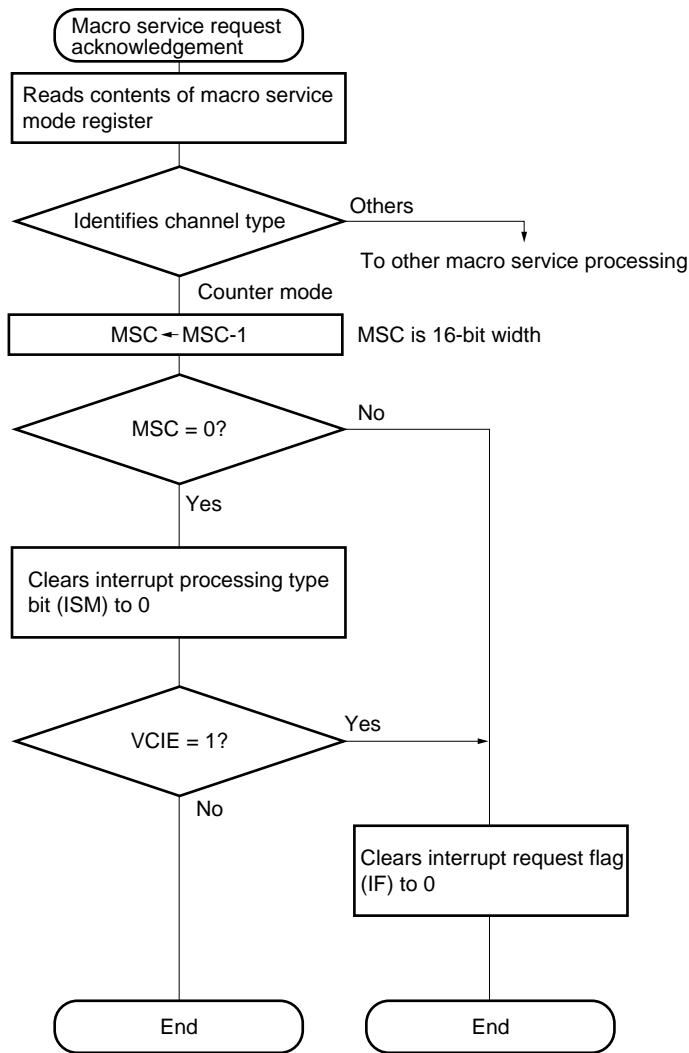 Macro service request
acknowledgement
Reads contents of macro service
mode register
Identifies channel type
Others
To other macro service processing
Counter mode
MSC ← MSC-1
MSC is 16-bit width
MSC = 0?
No
Yes
Clears interrupt processing type
bit (ISM) to 0
VCIE = 1?
Yes
No
Clears interrupt request flag
(IF) to 0
End
End